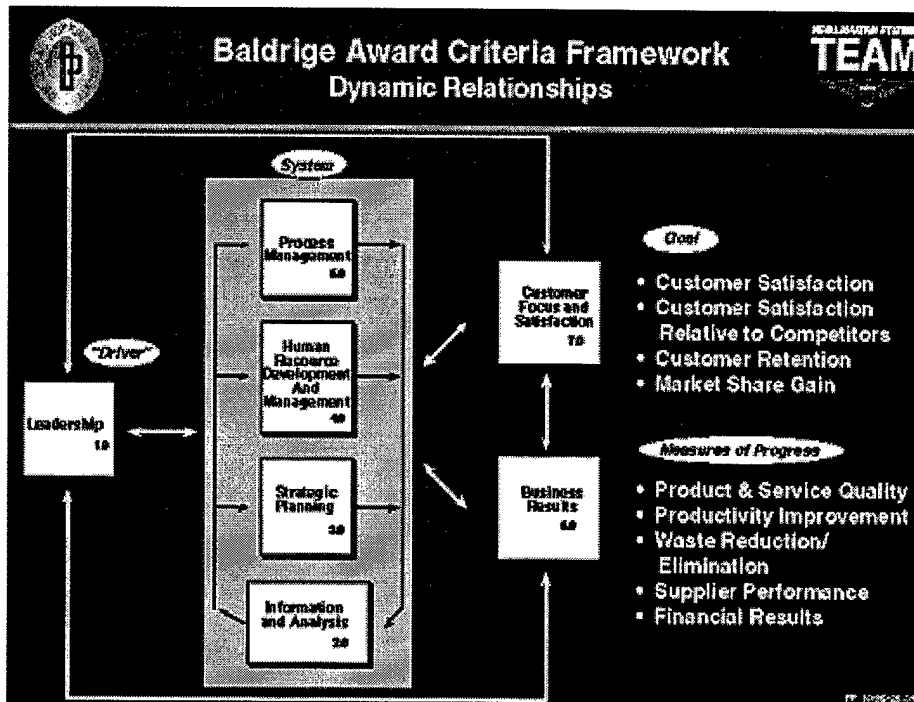 Baldrige Award Criteria Framework
Dynamic Relationships
TEAM
System
Process
Management
5.0
Human
Resource
Development
And
Management
4.0
Strategic
Planning
3.0
Information
and Analysis
2.0
"Driver"
Leadership
1.0
Customer
Focus and
Satisfaction
7.0
Business
Results
6.0
Goal
• Customer Satisfaction
• Customer Satisfaction
Relative to Competitors
• Customer Retention
• Market Share Gain
Measures of Progress
• Product & Service Quality
• Productivity Improvement
• Waste Reduction/
Elimination
• Supplier Performance
• Financial Results